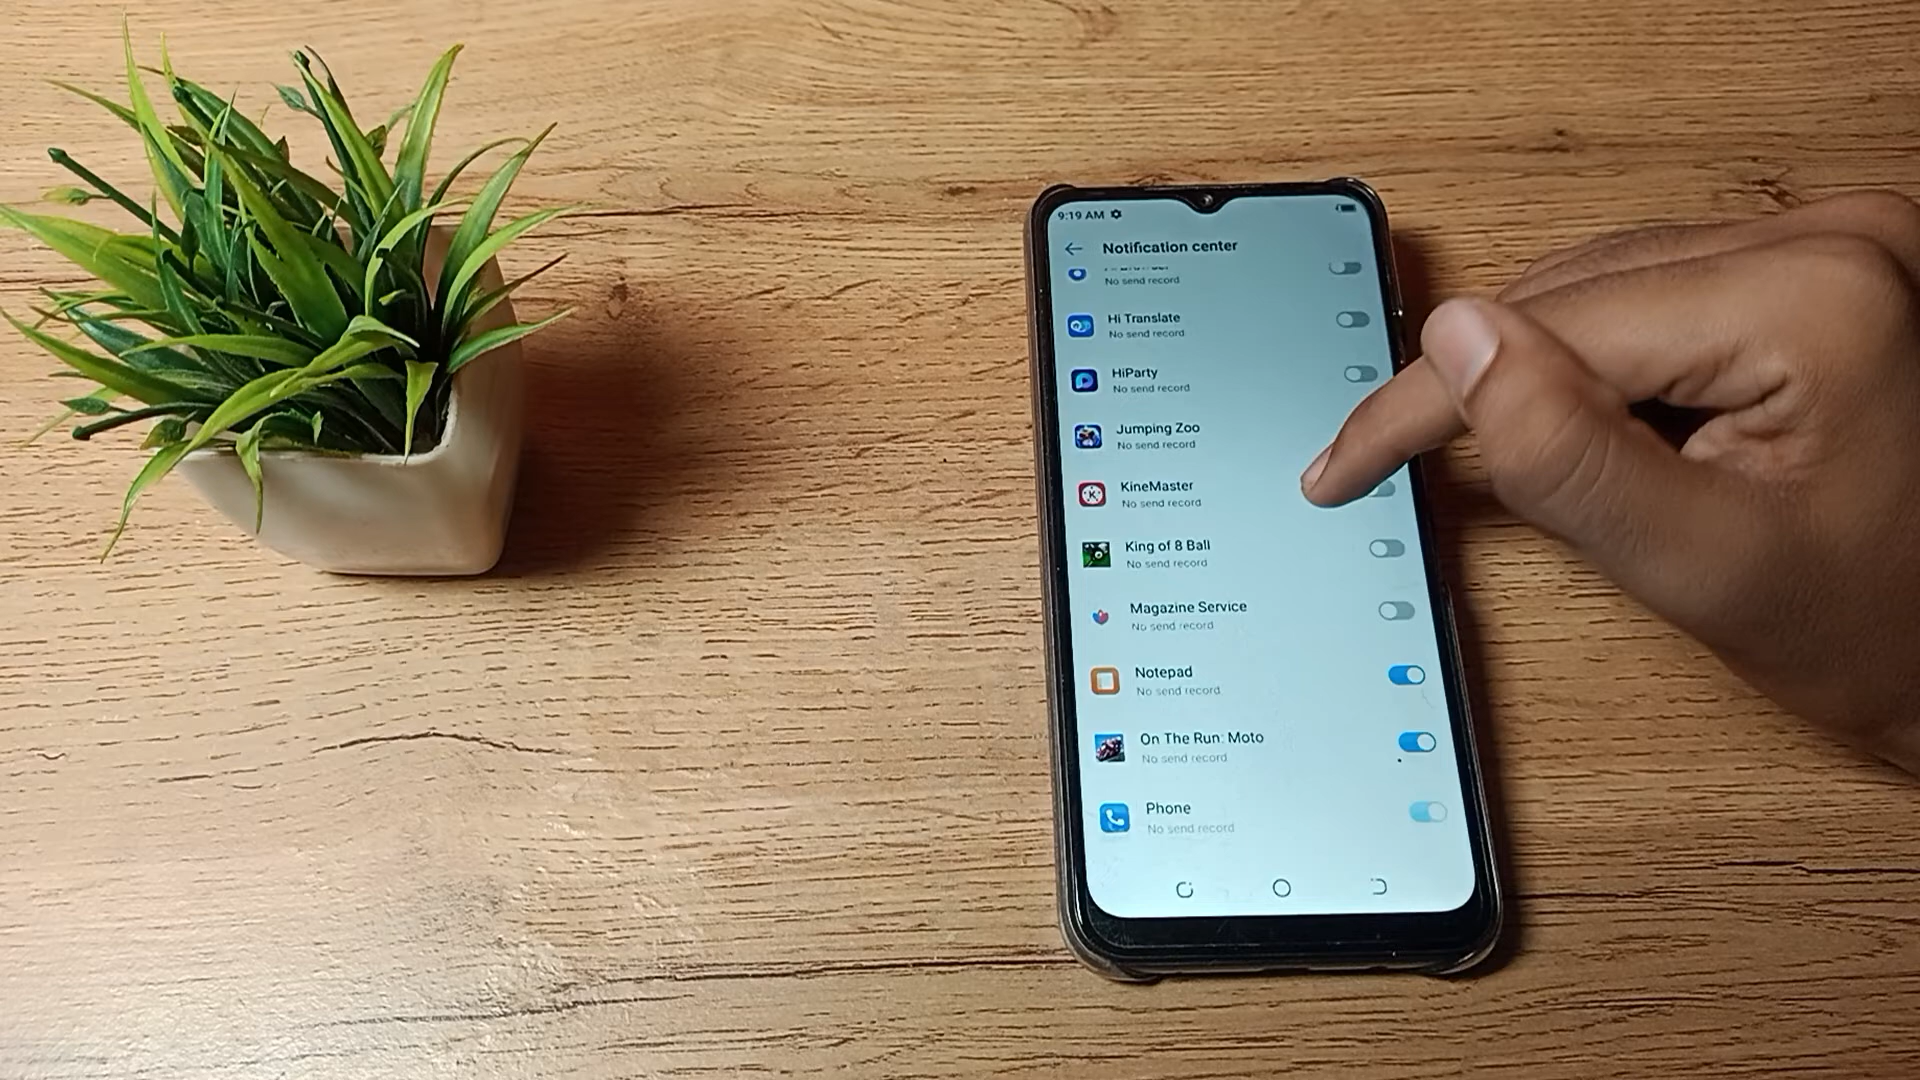 9:19 AM
Notification center
No send record
Hi Translate
No send record
HiParty
No send record
Jumping Zoo
No send record
KineMaster
No send record
King of 8 Ball
No send record
Magazine Service
No send record
Notepad
No send record
On The Run: Moto
No send record
Phone
No send record